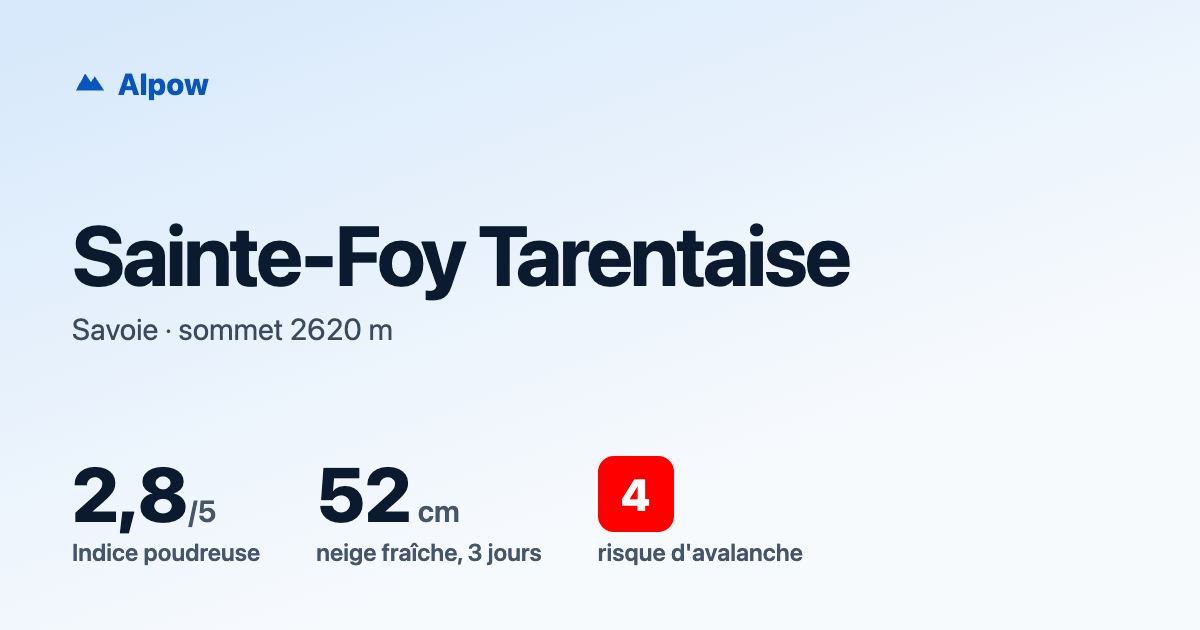 Alpow
Sainte-Foy Tarentaise
Savoie · sommet 2620 m
2,8/5
Indice poudreuse
52 cm
neige fraîche, 3 jours
4
risque d'avalanche